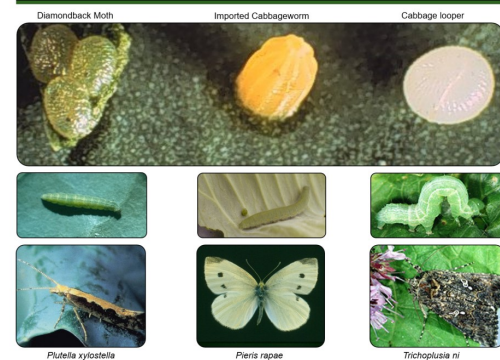 Diamondback Moth
Imported Cabbageworm
Cabbage looper
Plutella xylostella
Pieris rapae
Trichoplusia ni